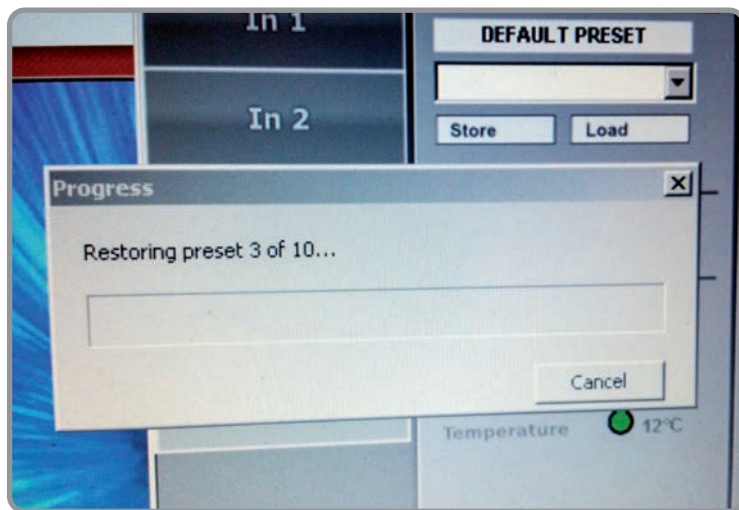 In 1
DEFAULT PRESET
In 2
Store
Load
Progress
Restoring preset 3 of 10...
Cancel
Temperature
12°C